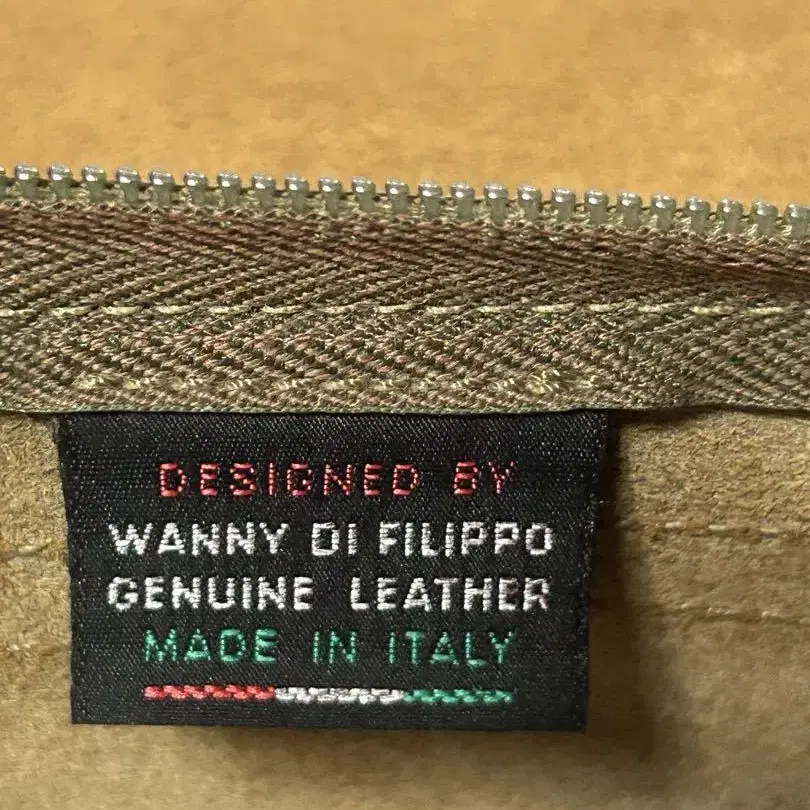 DESIGNED BY
WANNY DI FILIPPO
GENUINE LEATHER
MADE IN ITALY